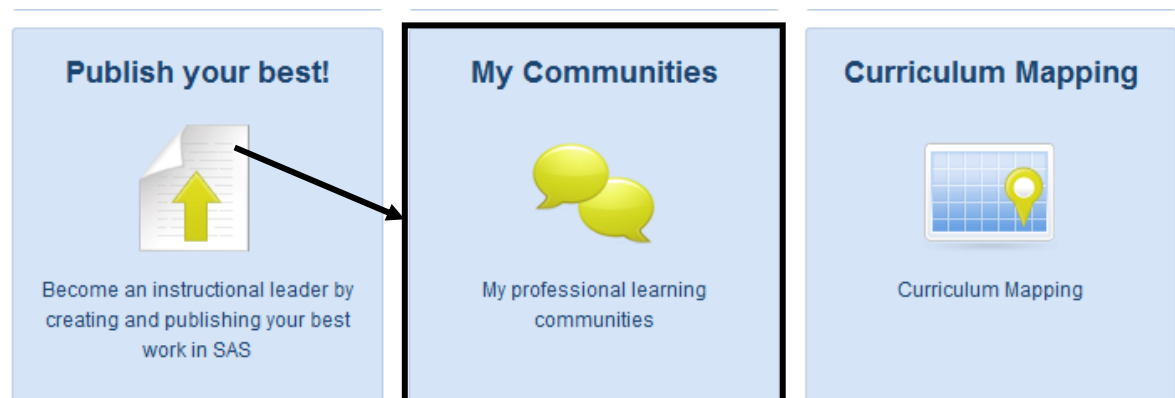 Publish your best!
Become an instructional leader by
creating and publishing your best
work in SAS
My Communities
My professional learning
communities
Curriculum Mapping
Curriculum Mapping